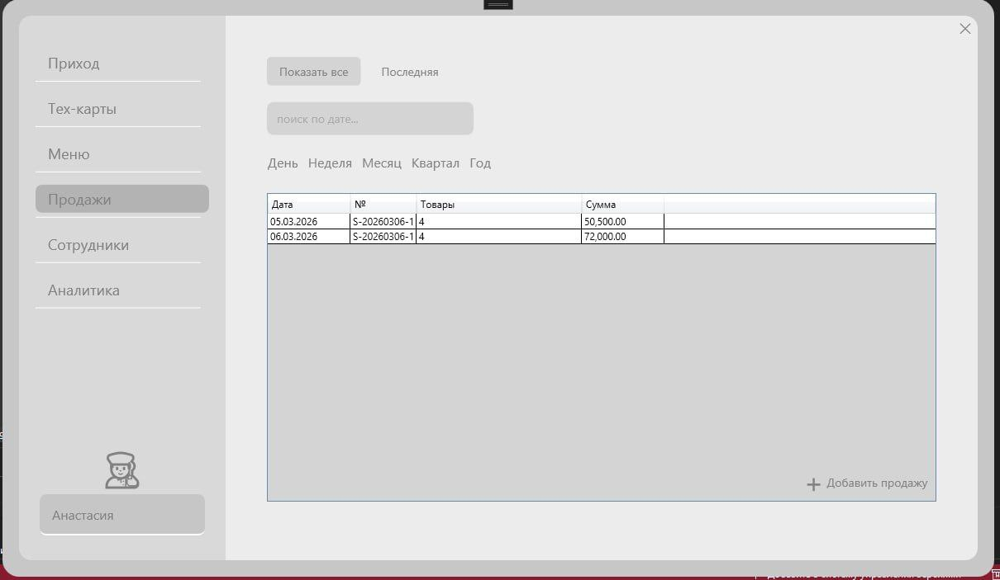 Приход
Тех-карты
Меню
Продажи
Сотрудники
Аналитика
Анастасия
Показать все Последняя
поиск по дате...
День Неделя Месяц Квартал Год
Дата № Товары Сумма
05.03.2026 S-20260306-1 4 50,500.00
06.03.2026 S-20260306-1 4 72,000.00
Добавить продажу